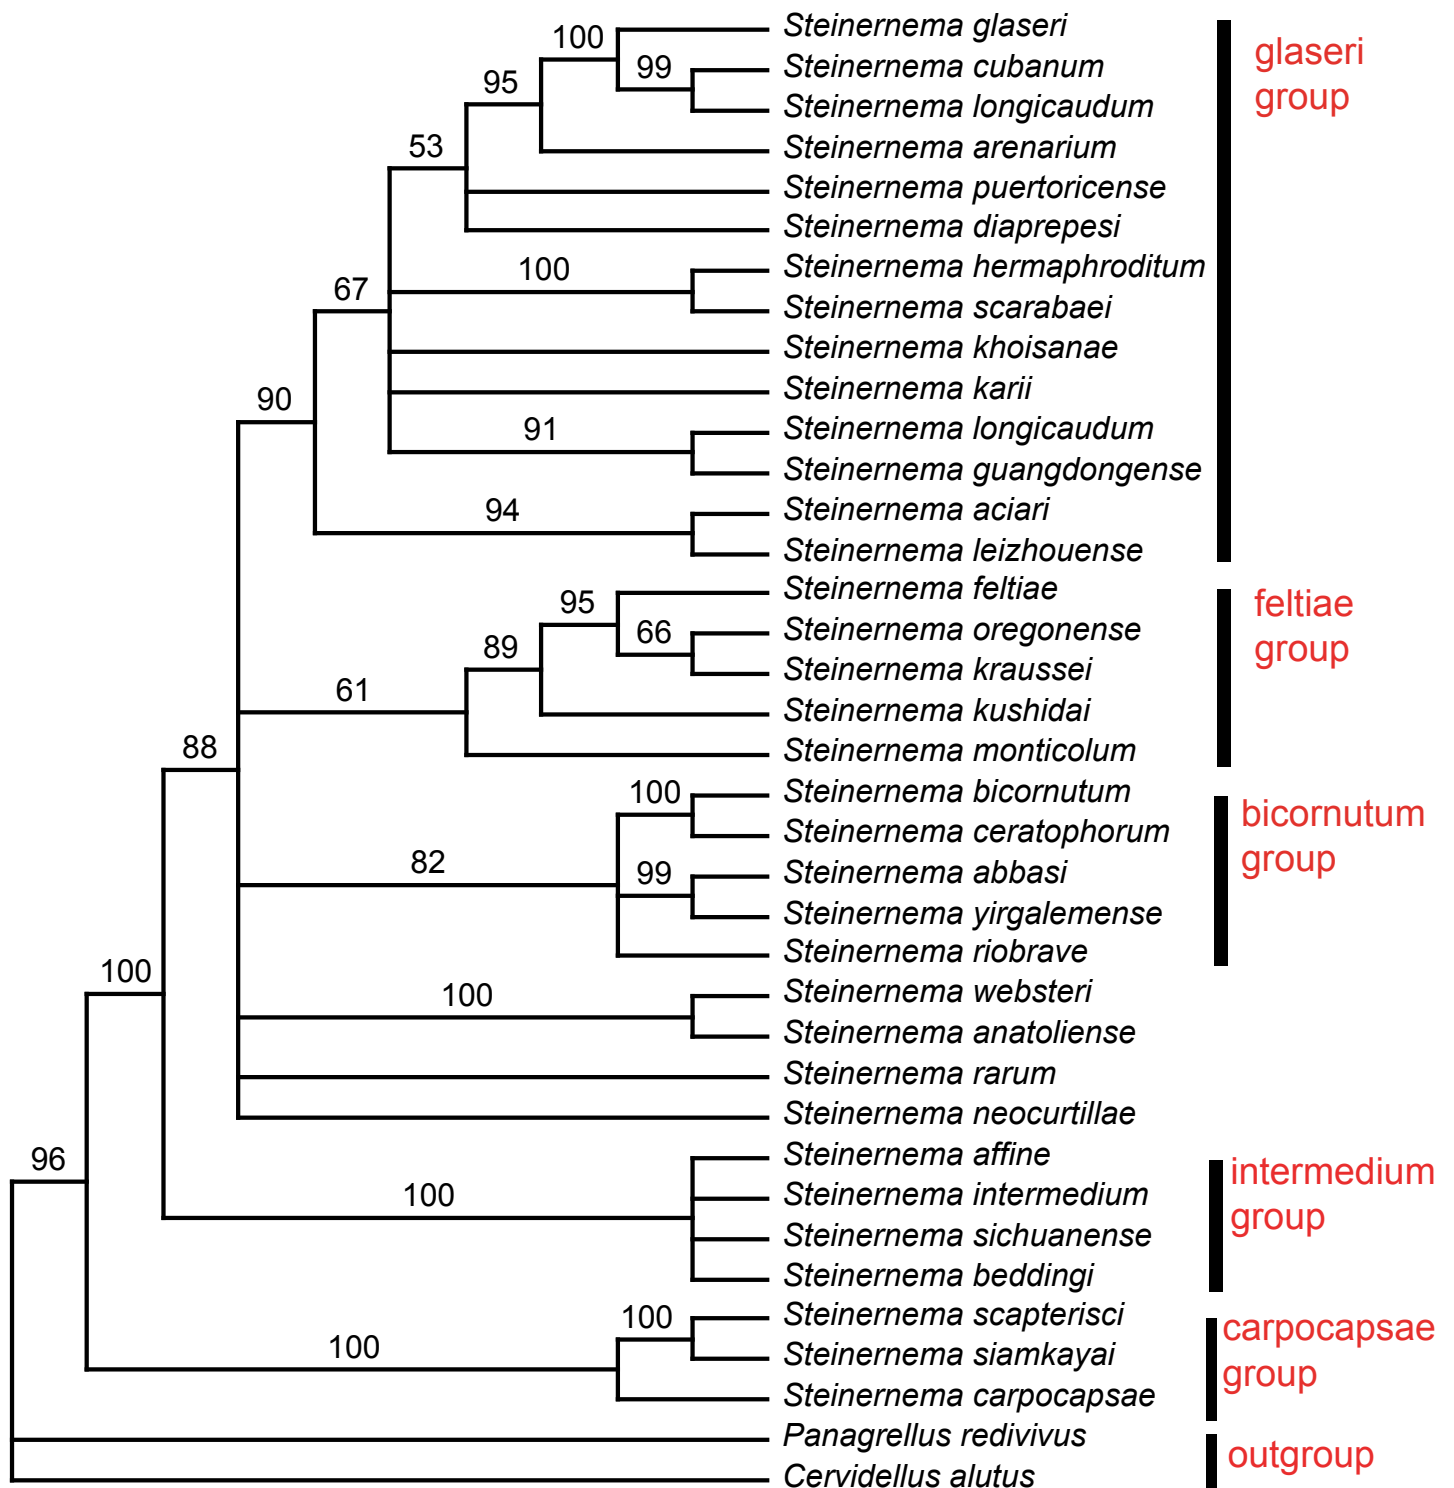 Steinernema glaseri
100
Steinernema cubanum
99
Steinernema longicaudum
95
Steinernema arenarium
53
Steinernema puertoricense
Steinernema diaprepesi
Steinernema hermaphroditum
100
Steinernema scarabaei
67
Steinernema khoisanae
Steinernema karii
90
Steinernema longicaudum
91
Steinernema guangdongense
Steinernema aciari
94
Steinernema leizhouense
glaseri
group
Steinernema feltiae
95
Steinernema oregonense
66
Steinernema kraussei
89
Steinernema kushidai
61
Steinernema monticolum
feltiae
group
88
Steinernema bicornutum
100
Steinernema ceratophorum
82
Steinernema abbasi
99
Steinernema yirgalemense
Steinernema riobrave
bicornutum
group
100
Steinernema websteri
100
Steinernema anatoliense
Steinernema rarum
Steinernema neocurtillae
96
Steinernema affine
100
Steinernema intermedium
Steinernema sichuanense
Steinernema beddingi
intermedium
group
Steinernema scapterisci
100
Steinernema siamkayai
100
Steinernema carpocapsae
carpocapsae
group
Panagrellus redivivus
Cervidellus alutus
outgroup